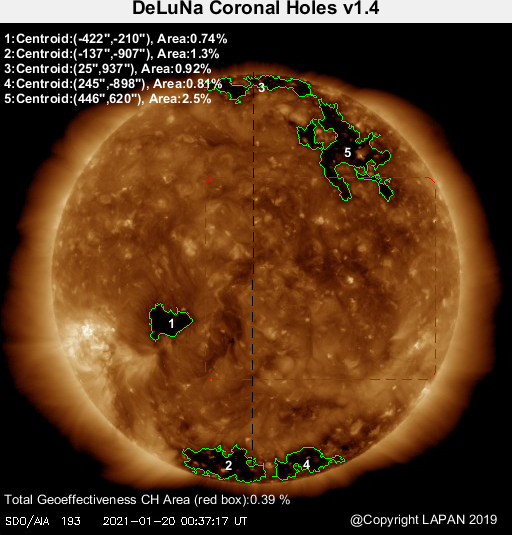 DeLuNa Coronal Holes v1.4
1:Centroid:(-422",-210"), Area:0.74%
2:Centroid:(-137",-907"), Area:1.3%
3:Centroid:(25",937"), Area:0.92%
4:Centroid:(245",-898"), Area:0.81%
5:Centroid:(446",620"), Area:2.5%
3
5
1
2
4
Total Geoeffectiveness CH Area (red box):0.39 %
SDO/AIA 193 2021-01-20 00:37:17 UT
@Copyright LAPAN 2019